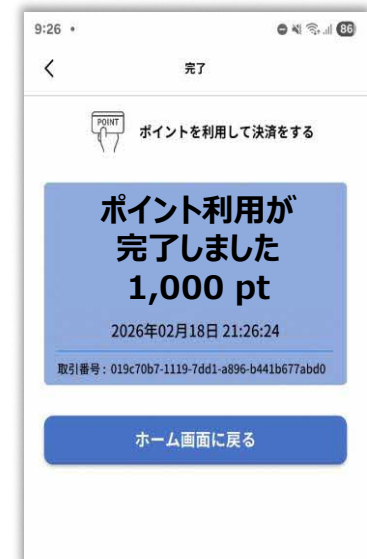 9:26
86
完了
POINT
ポイントを利用して決済をする
ポイント利用が
完了しました
1,000 pt
2026年02月18日 21:26:24
取引番号 : 019c70b7-1119-7dd1-a896-b441b677abd0
ホーム画面に戻る